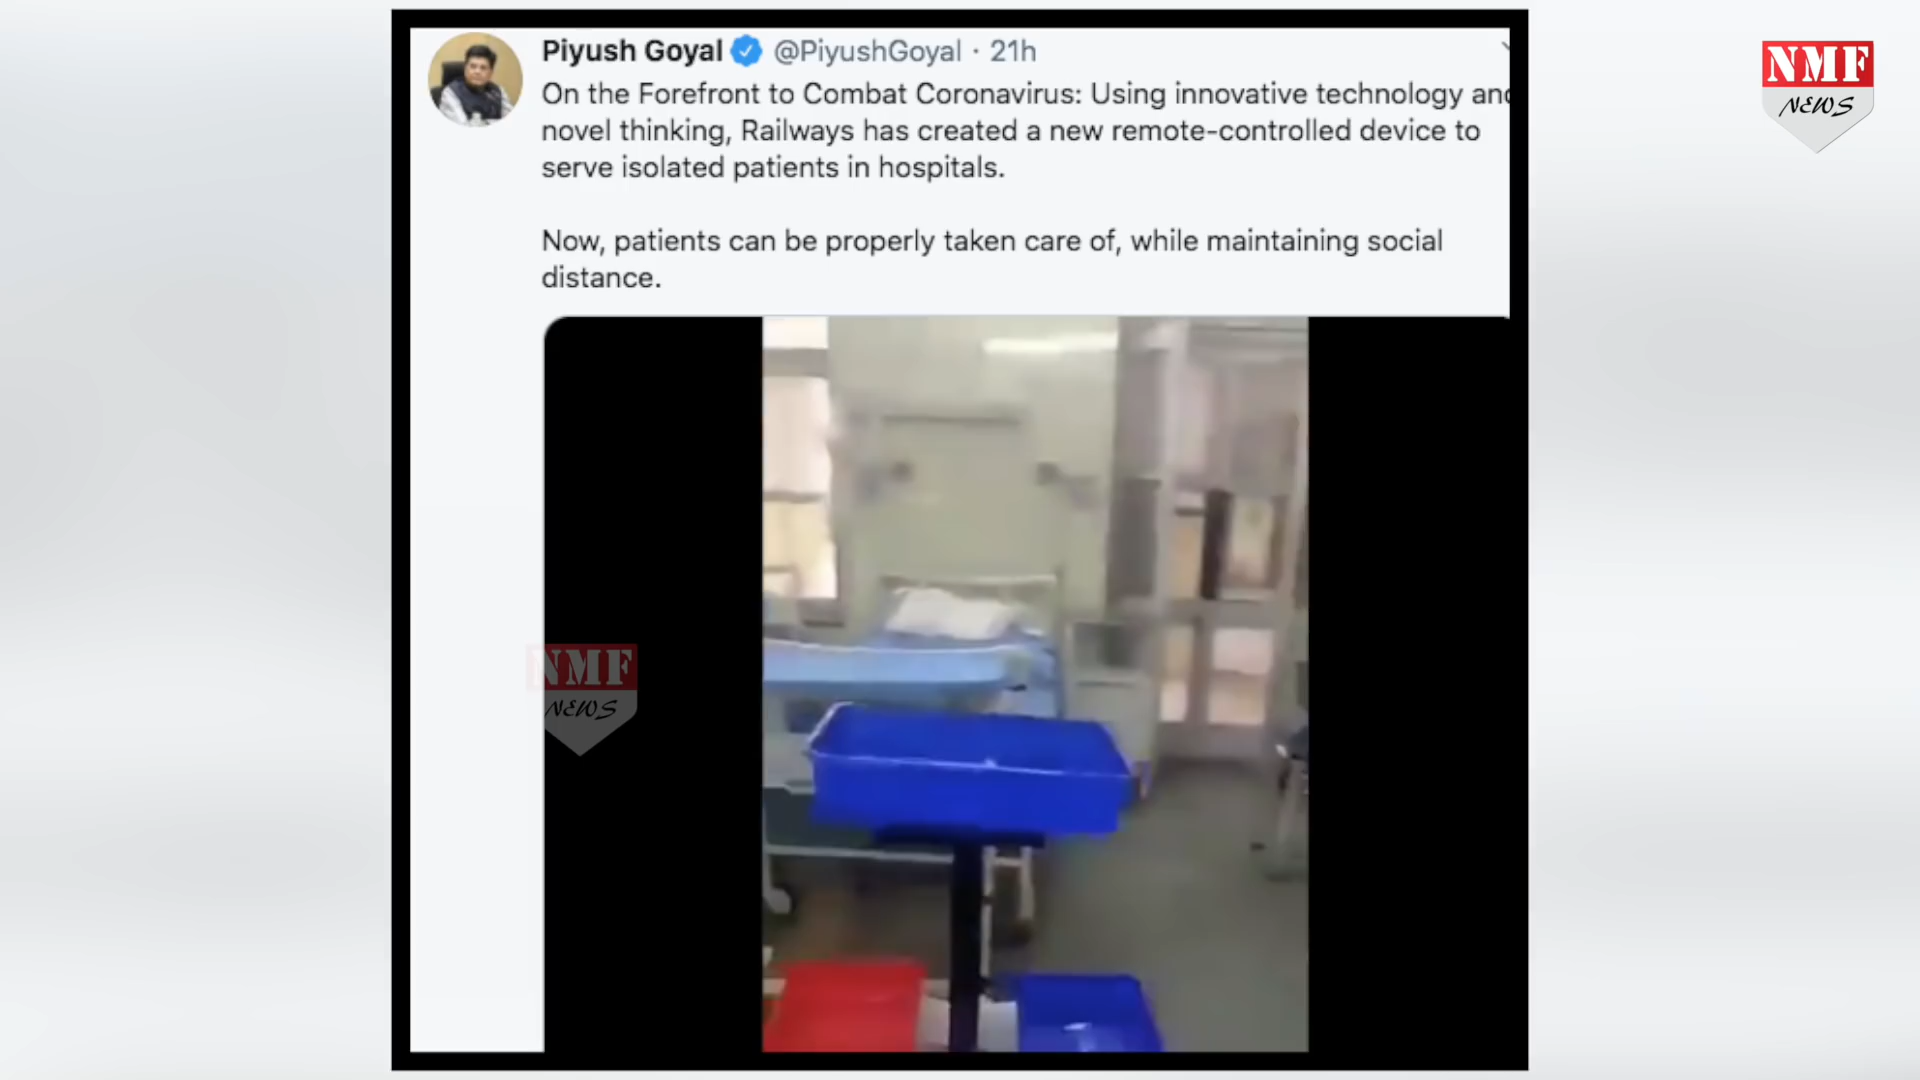 Piyush Goyal @PiyushGoyal · 21h
On the Forefront to Combat Coronavirus: Using innovative technology and
novel thinking, Railways has created a new remote-controlled device to
serve isolated patients in hospitals.
Now, patients can be properly taken care of, while maintaining social
distance.
NMF
NEWS
NMF
NEWS